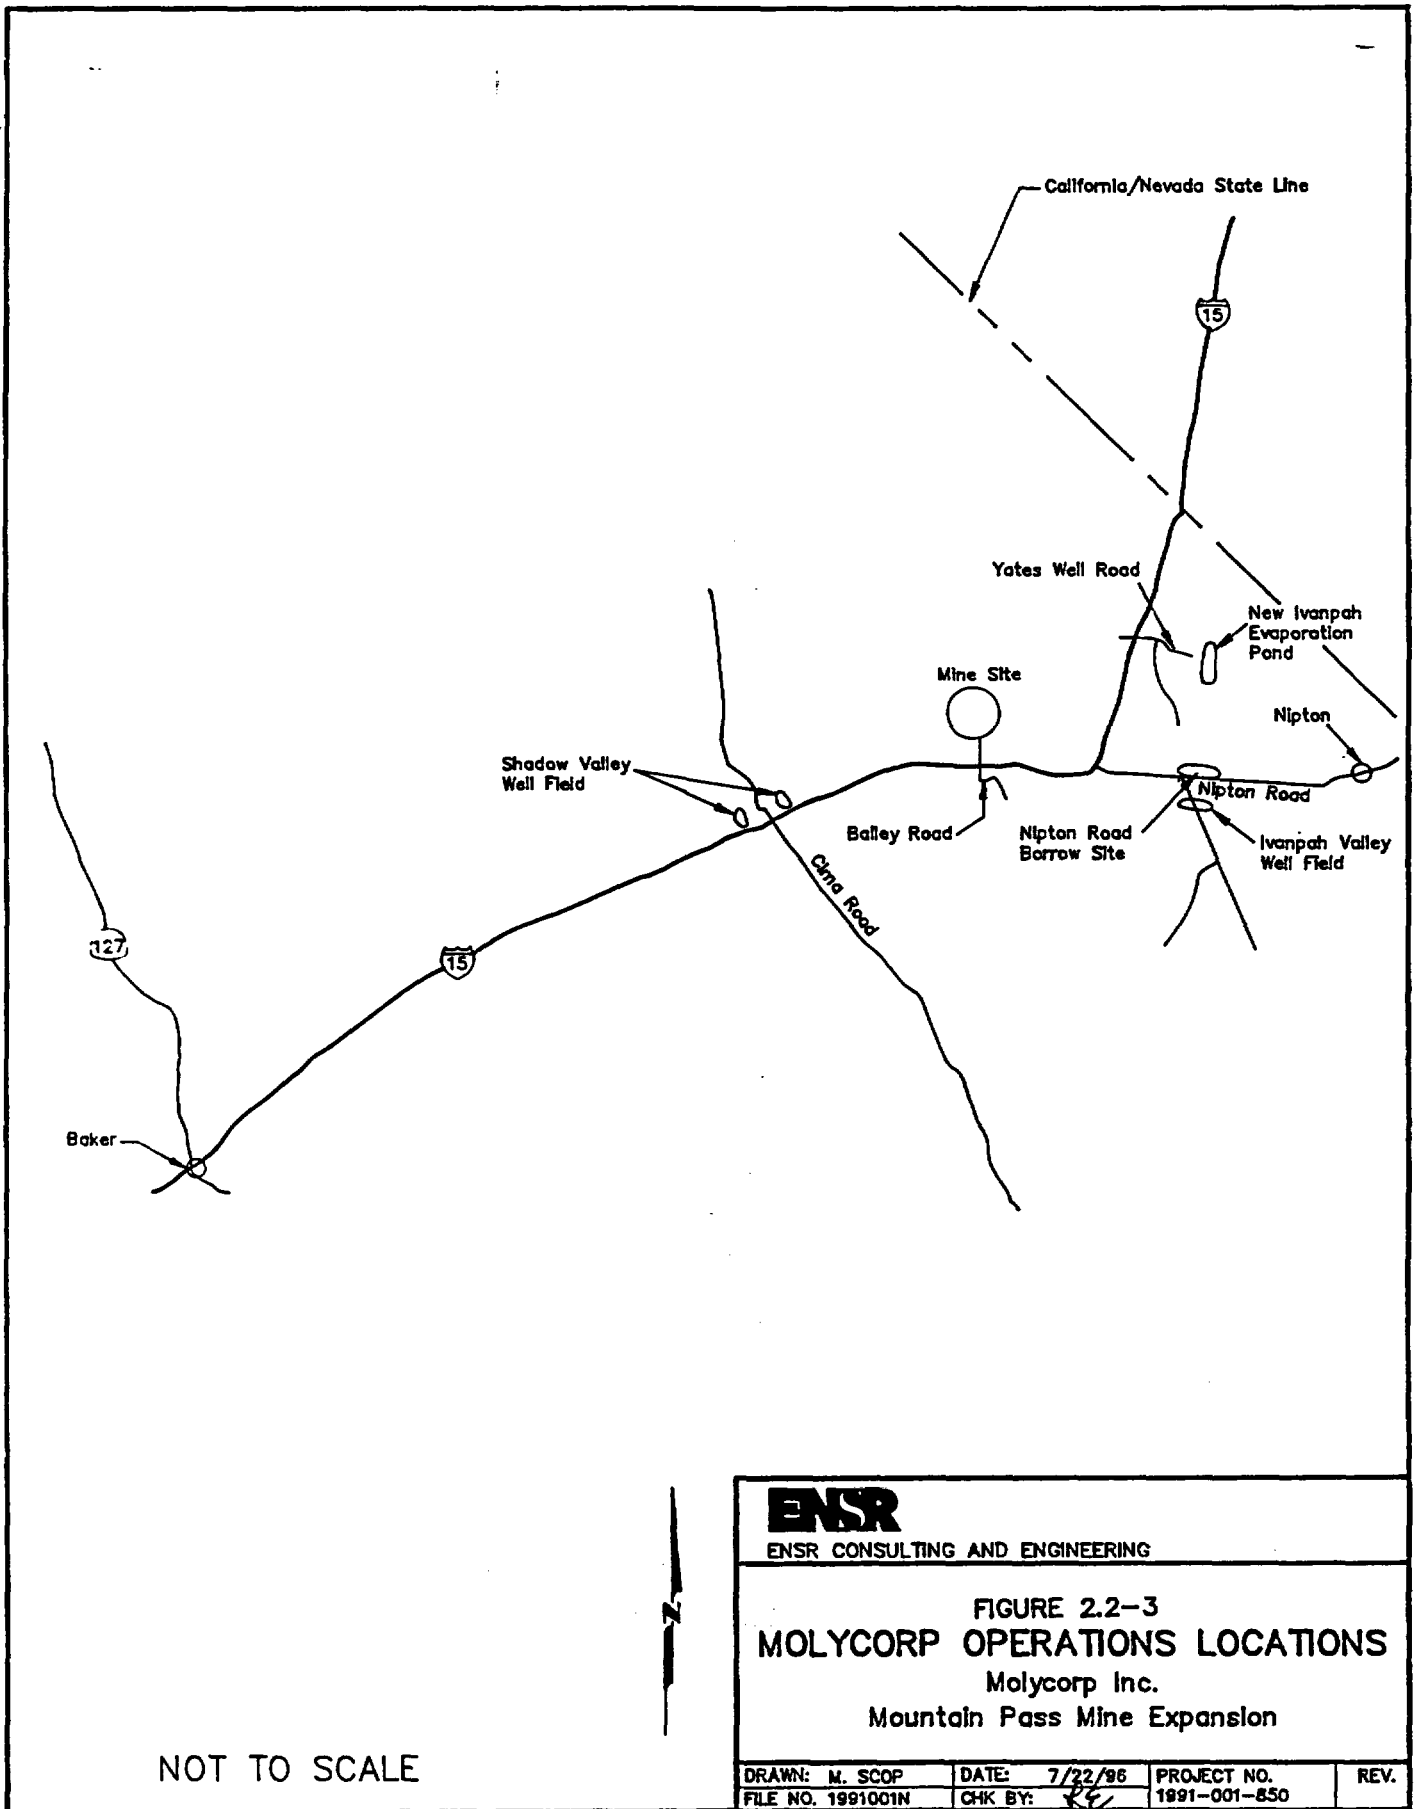 California/Nevada State Line
15
Yates Well Road
New Ivanpah
Evaporation
Pond
Mine Site
Nipton
Shadow Valley
Well Field
Nipton Road
Bailey Road
Nipton Road
Borrow Site
Ivanpah Valley
Well Field
Cima Road
127
15
Baker
N
NOT TO SCALE
ENSR
ENSR CONSULTING AND ENGINEERING
FIGURE 2.2-3
MOLYCORP OPERATIONS LOCATIONS
Molycorp Inc.
Mountain Pass Mine Expansion
DRAWN: M. SCOP DATE: 7/22/96 PROJECT NO. REV.
FILE NO. 1991001N CHK BY: 1991-001-850